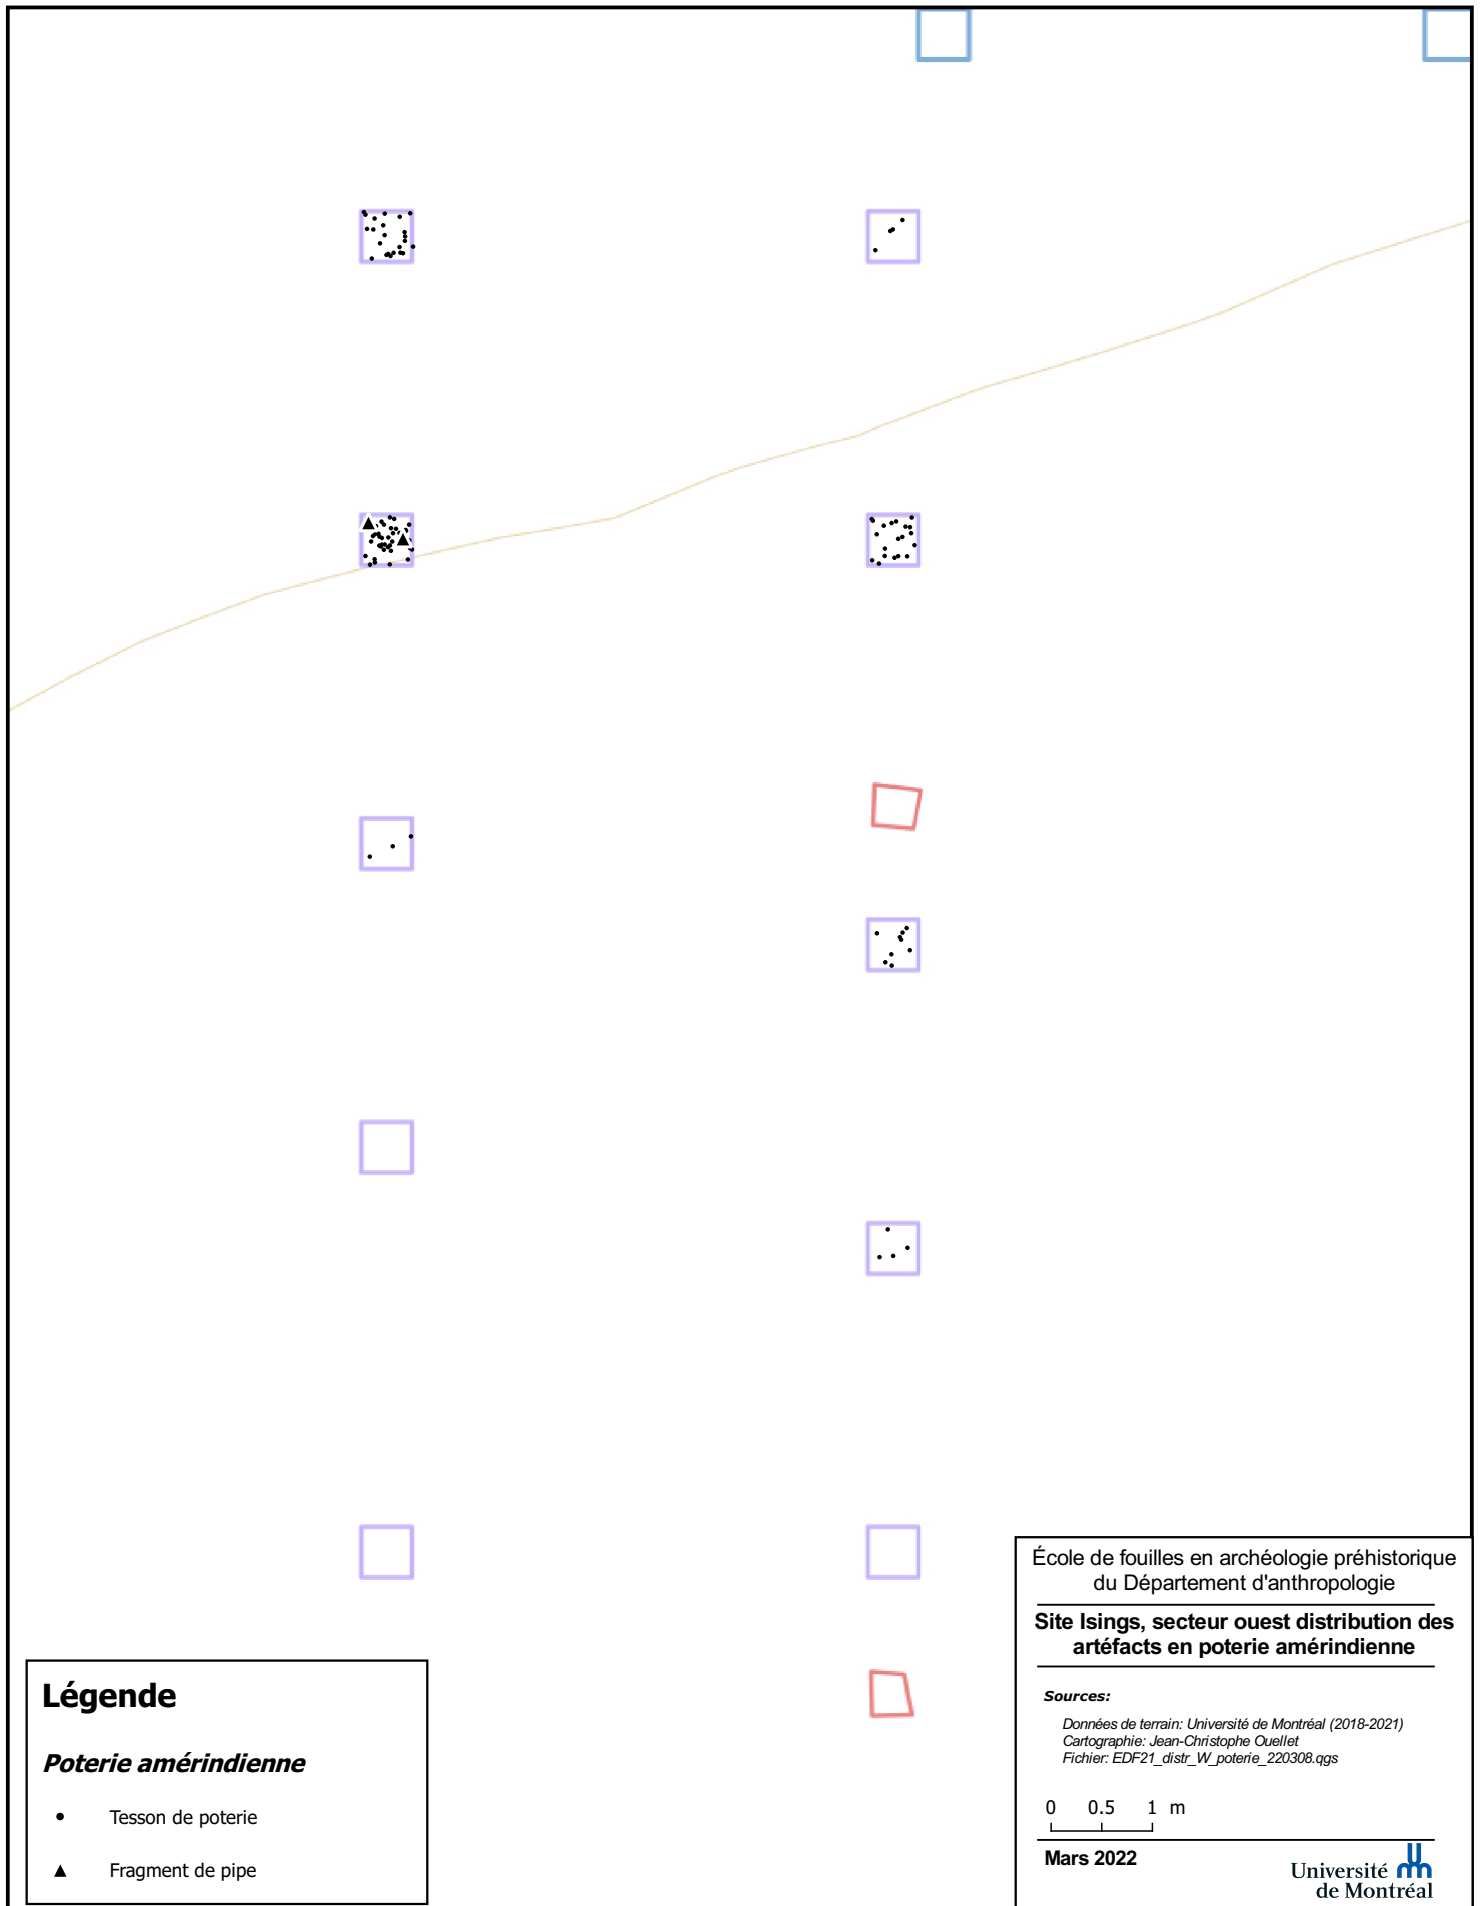 École de fouilles en archéologie préhistorique
du Département d'anthropologie
Site Isings, secteur ouest distribution des
artéfacts en poterie amérindienne
Sources:
Données de terrain: Université de Montréal (2018-2021)
Cartographie: Jean-Christophe Ouellet
Fichier: EDF21_distr_W_poterie_220308.qgs
0 0.5 1 m
Mars 2022
Université
de Montréal
Légende
Poterie amérindienne
Tesson de poterie
Fragment de pipe